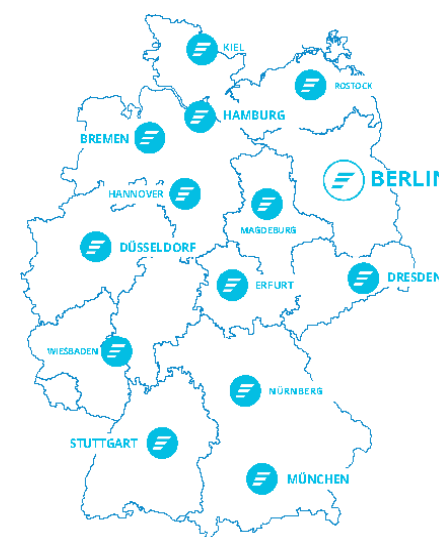 KIEL
ROSTOCK
HAMBURG
BREMEN
BERLIN
HANNOVER
MAGDEBURG
DÜSSELDORF
DRESDEN
ERFURT
WIESBADEN
NÜRNBERG
STUTTGART
MÜNCHEN